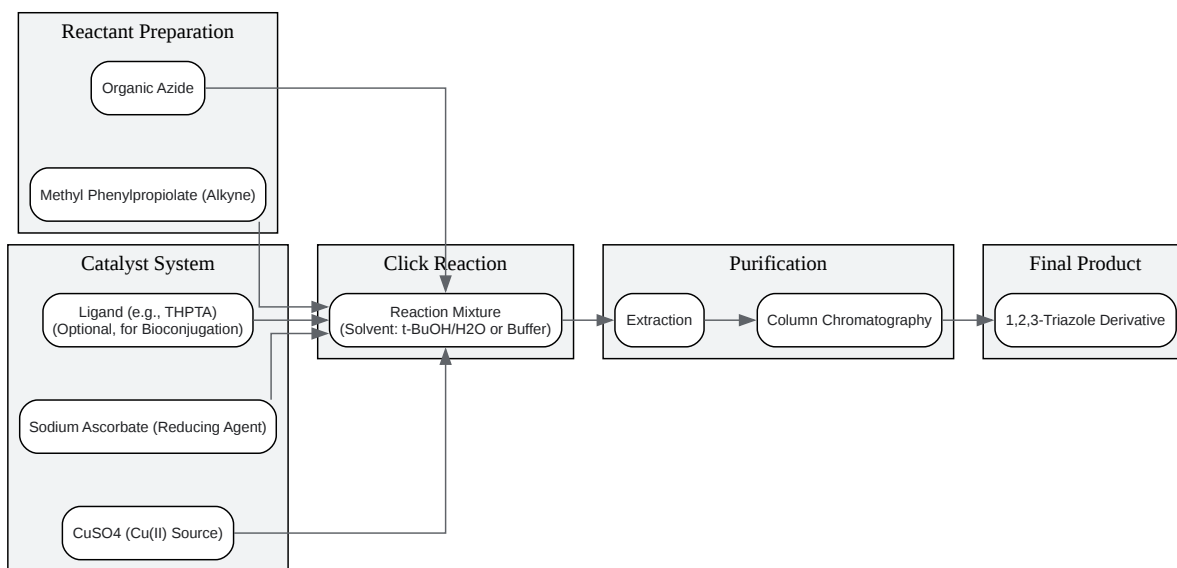 Reactant Preparation
Organic Azide
Methyl Phenylpropiolate (Alkyne)
Catalyst System
Ligand (e.g., THPTA)
(Optional, for Bioconjugation)
Sodium Ascorbate (Reducing Agent)
CuSO4 (Cu(II) Source)
Click Reaction
Reaction Mixture
(Solvent: t-BuOH/H2O or Buffer)
Purification
Extraction
Column Chromatography
Final Product
1,2,3-Triazole Derivative